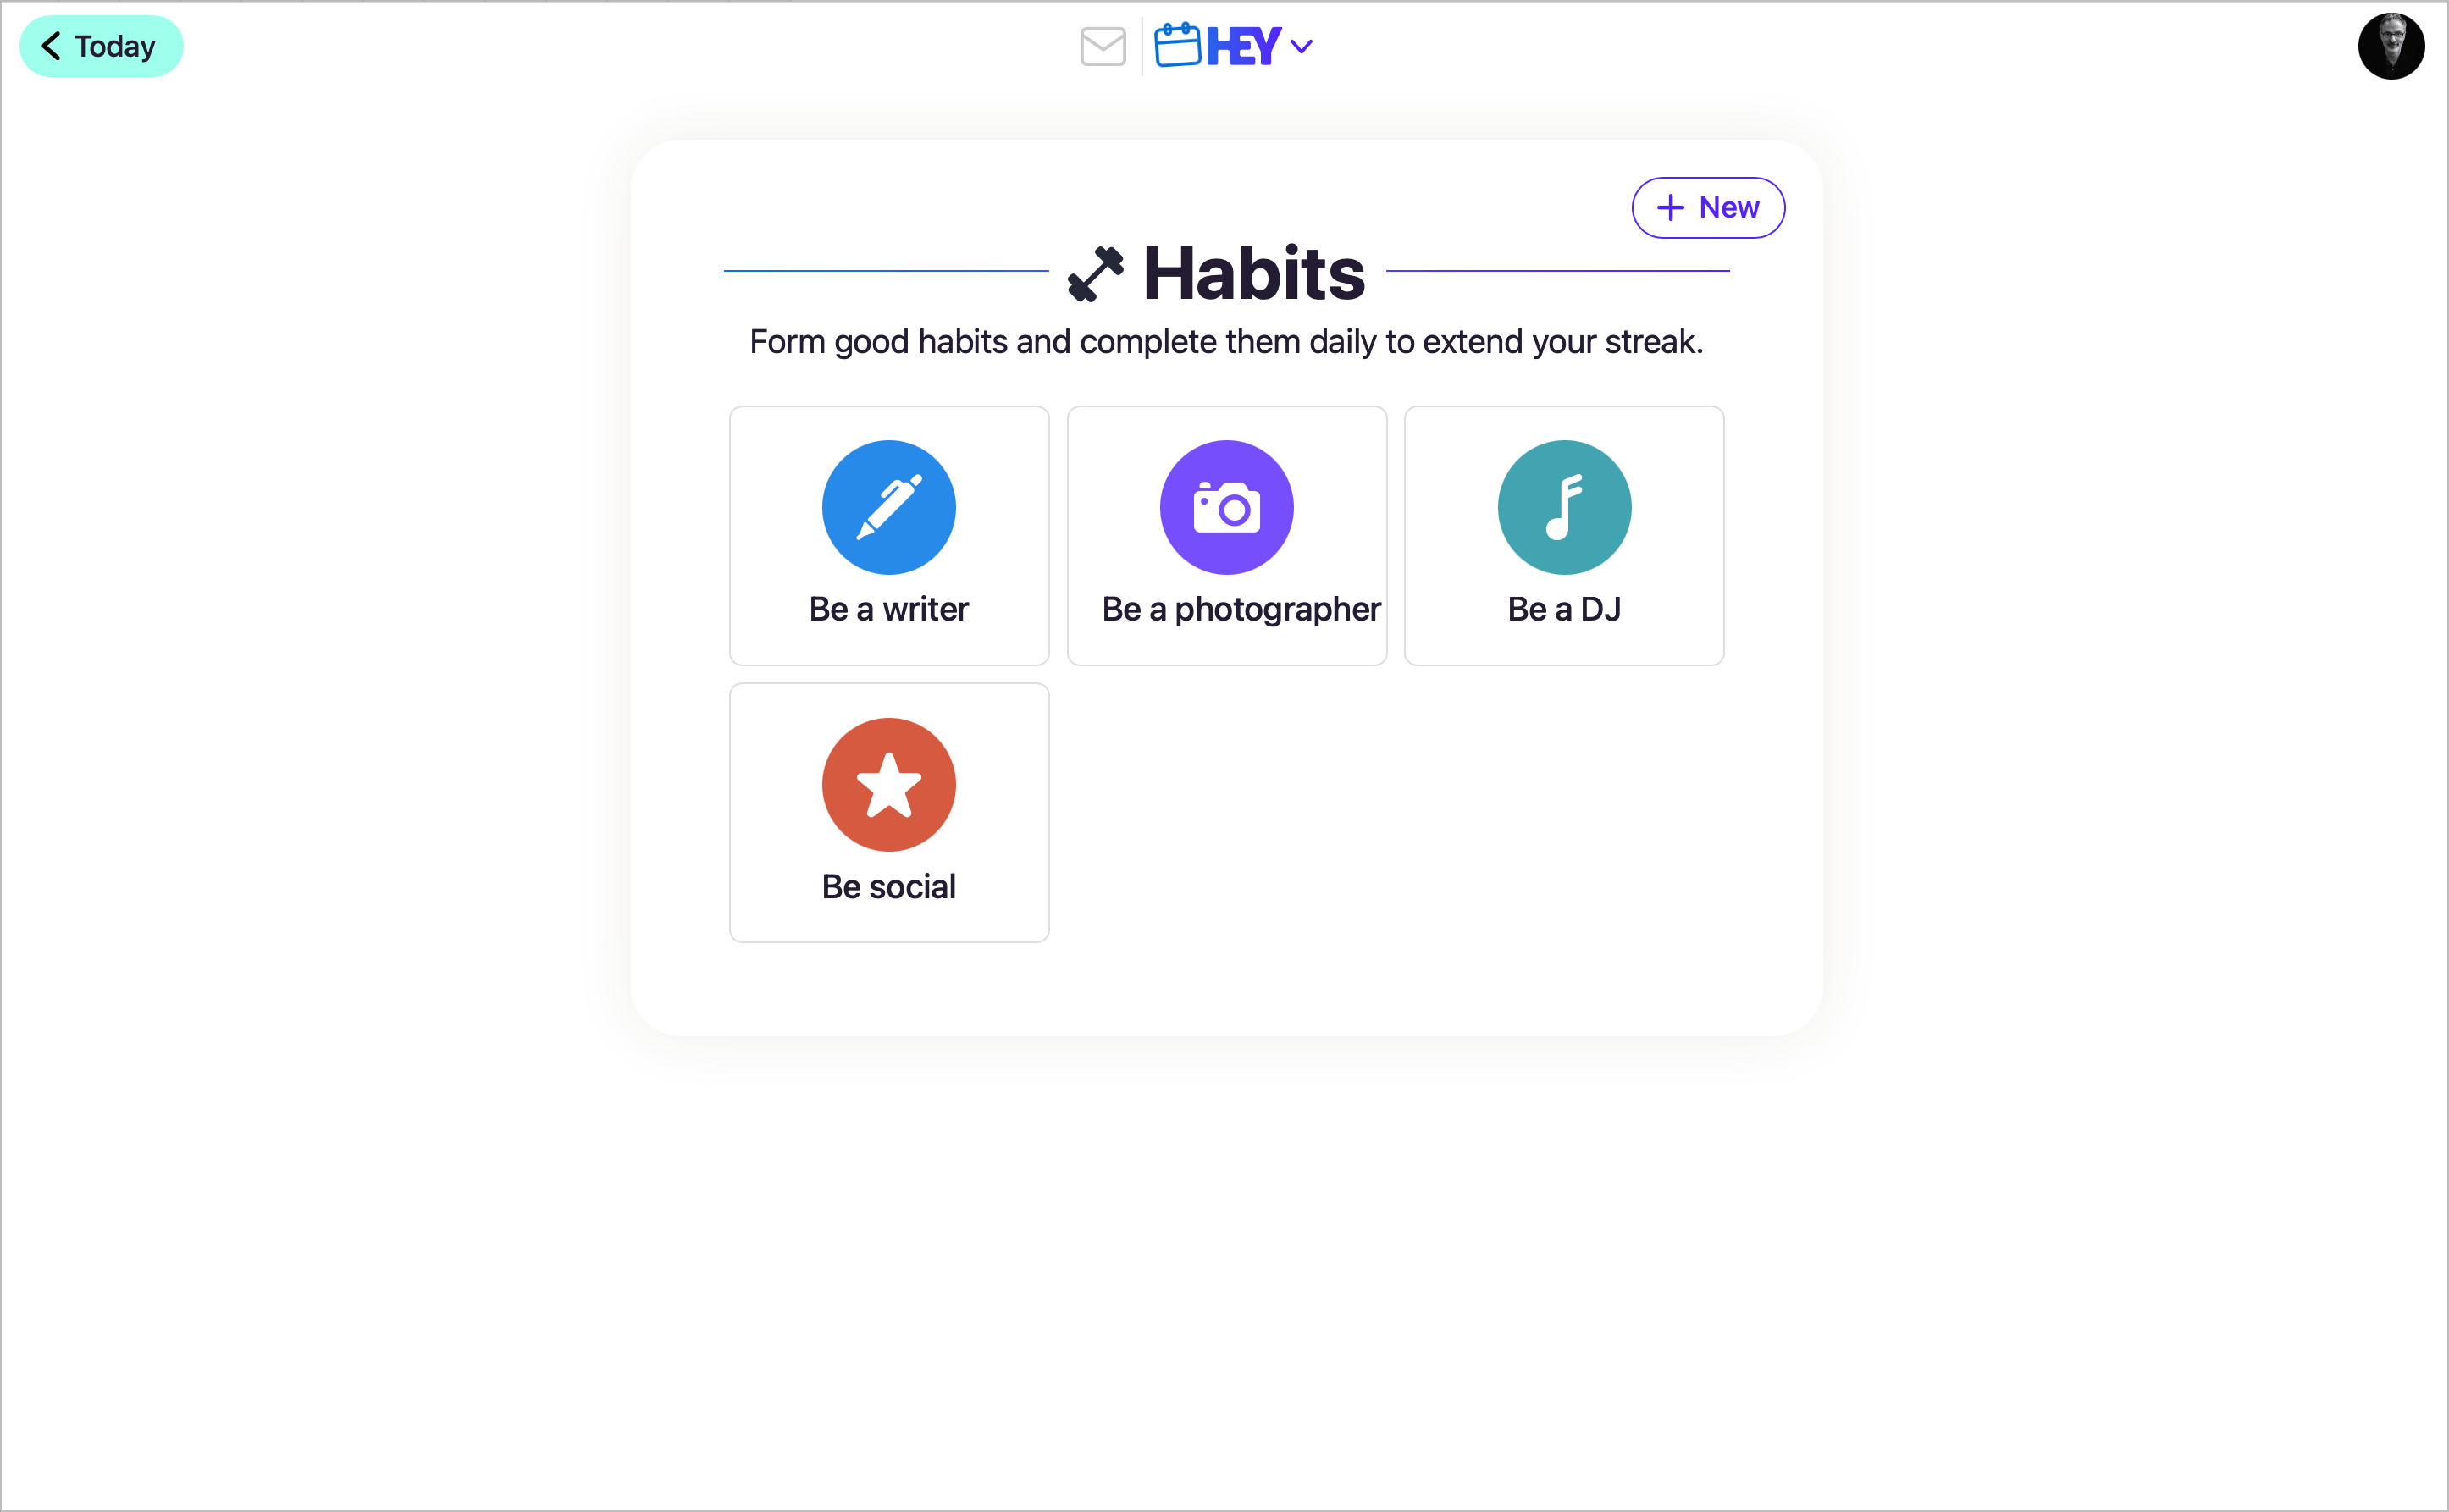 Today
HEY
New
Habits
Form good habits and complete them daily to extend your streak.
Be a writer
Be a photographer
Be a DJ
Be social